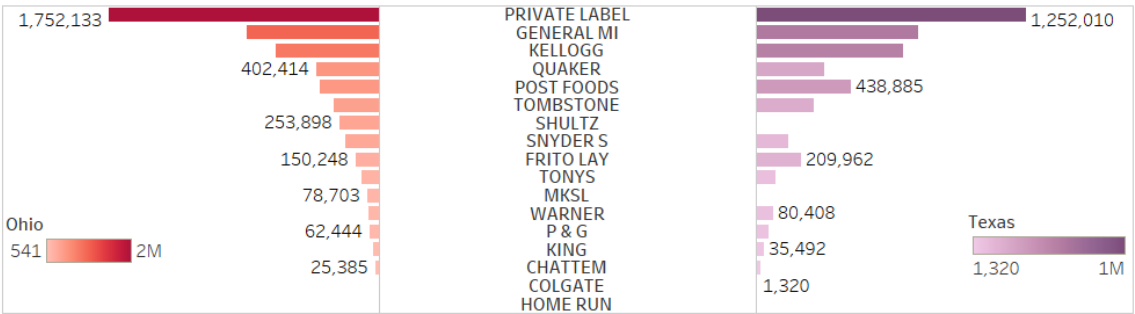 1,752,133 PRIVATE LABEL 1,252,010
GENERAL MI
KELLOGG
402,414 QUAKER
POST FOODS 438,885
TOMBSTONE
253,898 SHULTZ
SNYDER S
150,248 FRITO LAY 209,962
TONYS
78,703 MKSL
WARNER 80,408
62,444 P & G
KING 35,492
25,385 CHATTEM
COLGATE 1,320
HOME RUN
Ohio
541 2M
Texas
1,320 1M